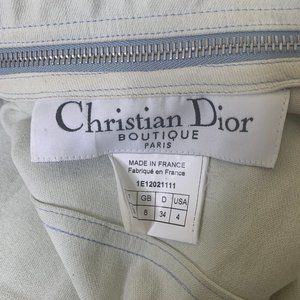 Christian Dior
BOUTIQUE
PARIS
MADE IN FRANCE
Fabriqué en France
1E12021111
GB D USA
8 34 4